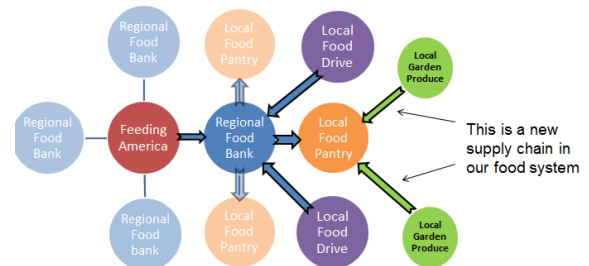 Regional
Food
Bank
Local
Food
Pantry
Local
Food
Drive
Local
Garden
Produce
Regional
Food
Bank
Feeding
America
Regional
Food
Bank
Local
Food
Pantry
This is a new
supply chain in
our food system
Regional
Food
bank
Local
Food
Pantry
Local
Food
Drive
Local
Garden
Produce